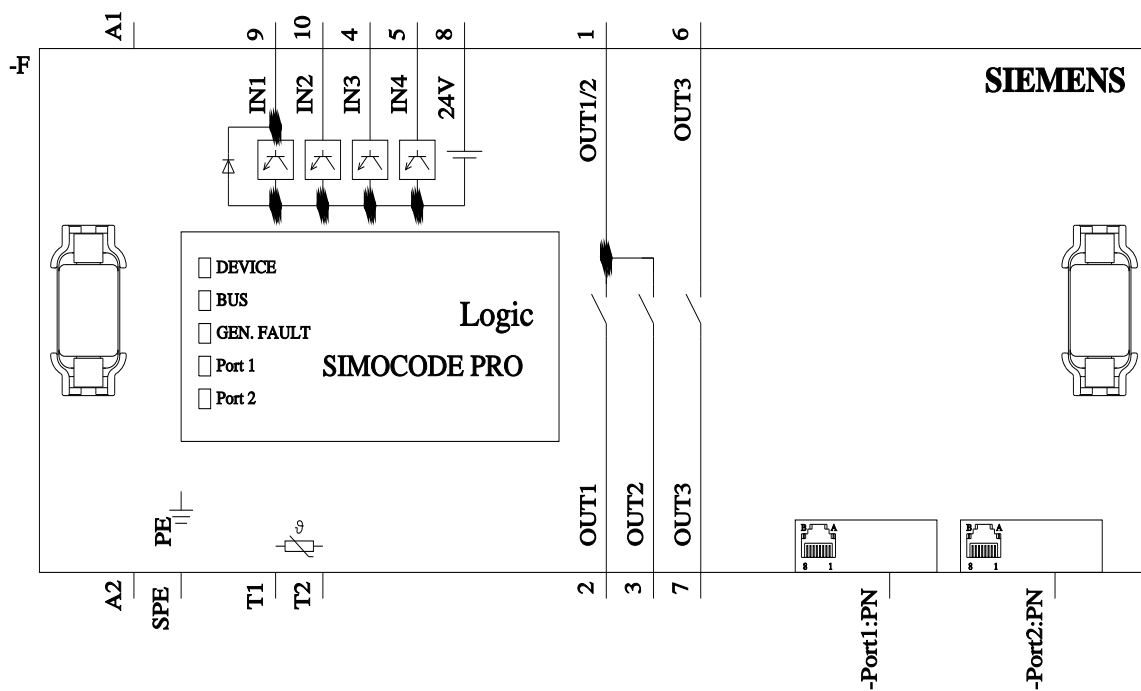 A1 9 10 4 5 8 1 6
-F
SIEMENS
IN1 IN2 IN3 IN4 24V OUT1/2 OUT3
DEVICE
BUS
GEN. FAULT
Port 1
Port 2
Logic
SIMOCODE PRO
PE OUT1 OUT2 OUT3
ϑ
B A B A
8 1 8 1
A2 SPE T1 T2 2 3 7 -Port1:PN -Port2:PN